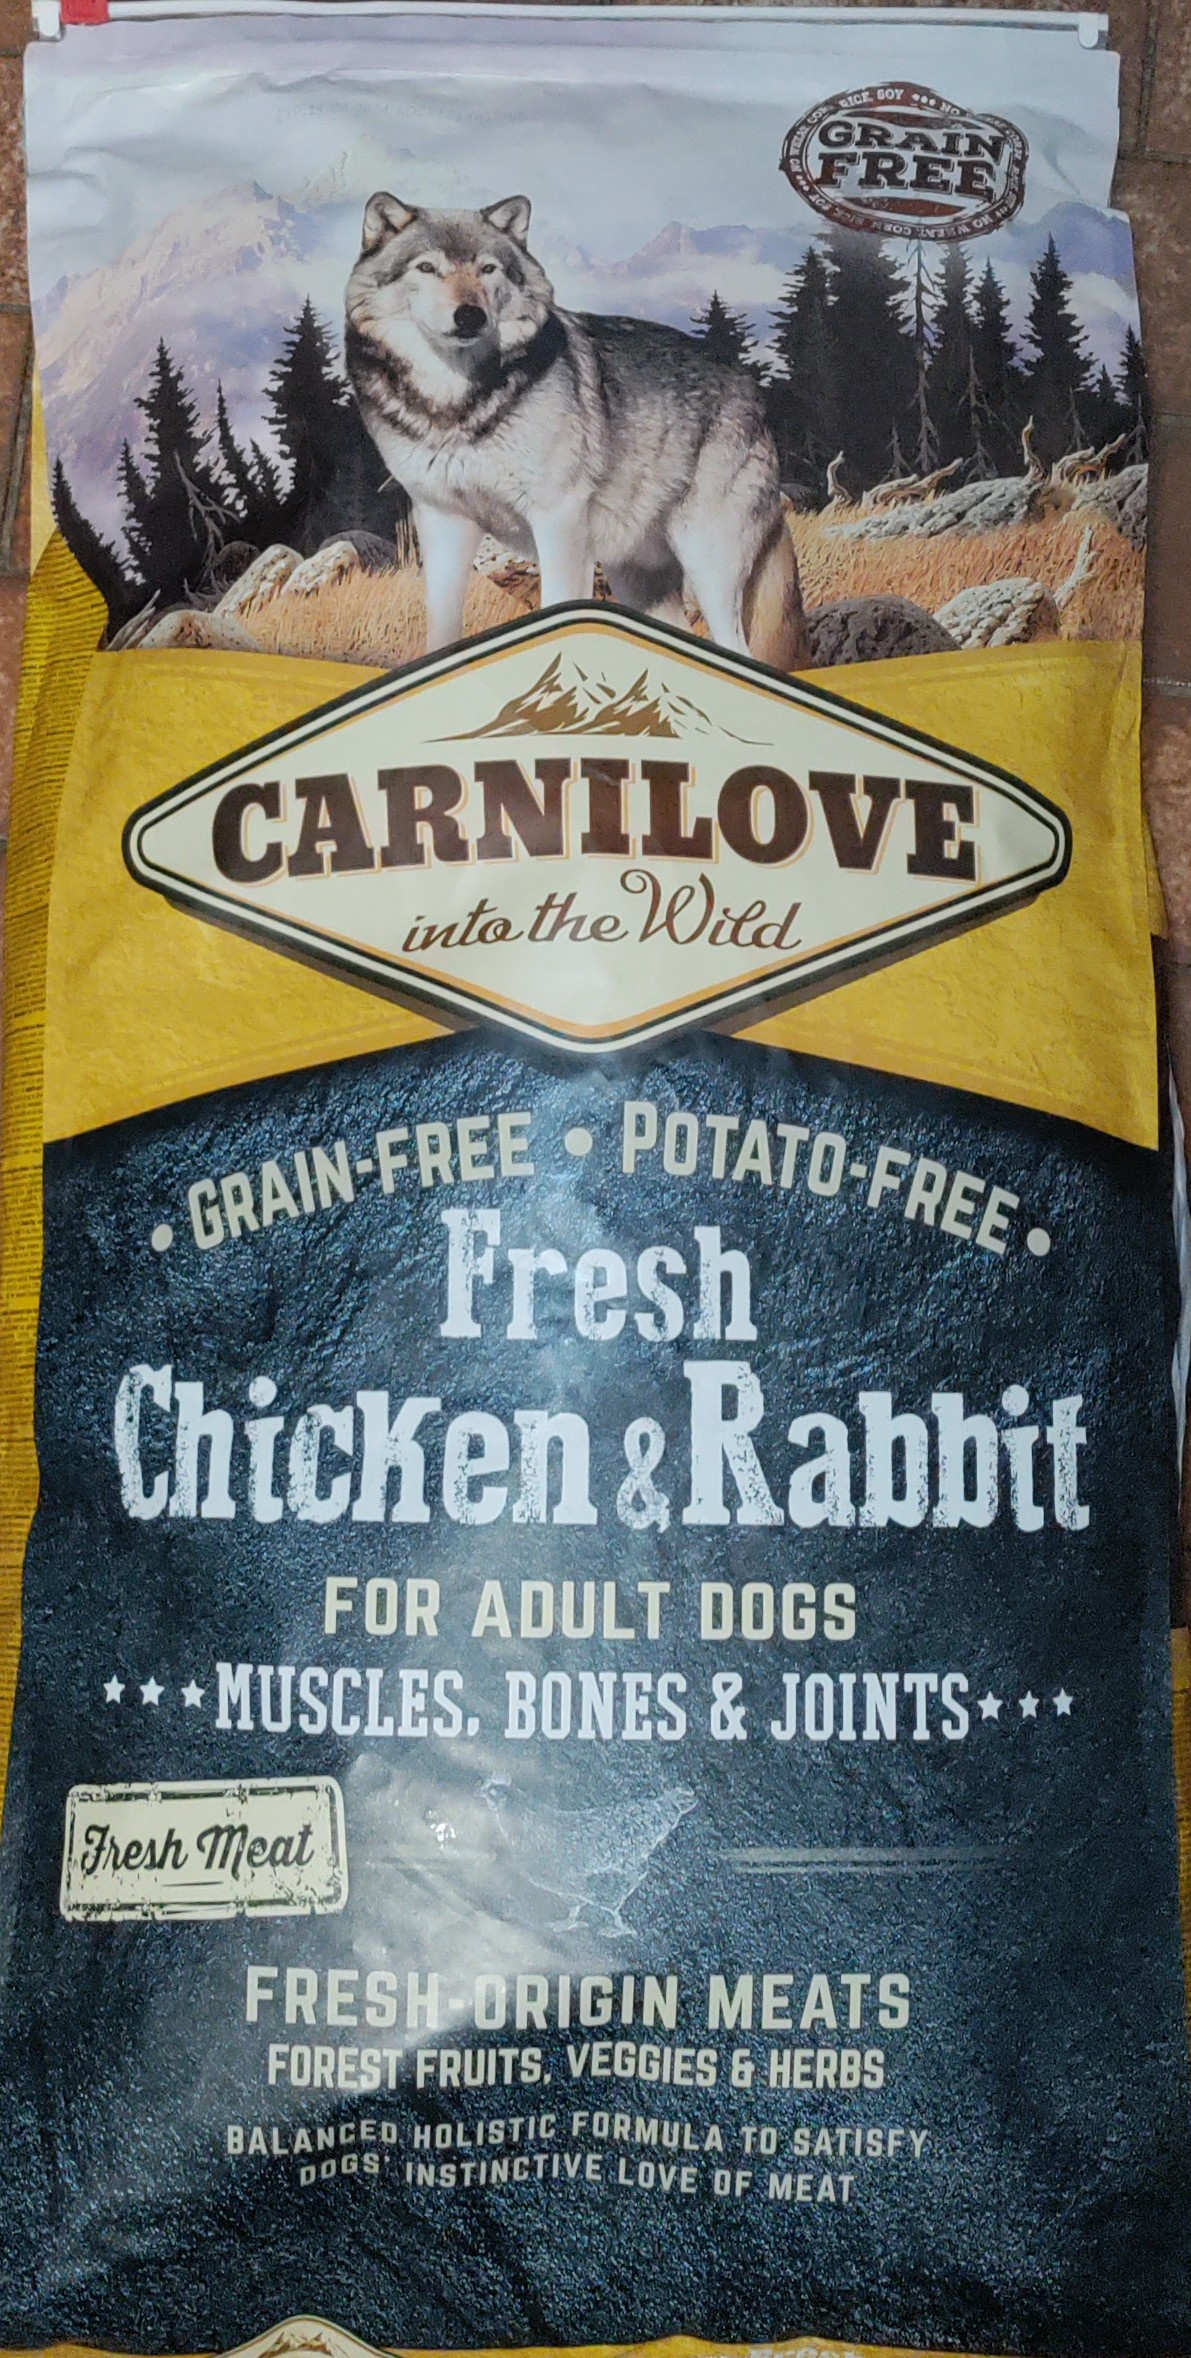 GRAIN
FREE
CARNILOVE
into the Wild
• GRAIN-FREE • POTATO-FREE •
Fresh
Chicken & Rabbit
FOR ADULT DOGS
MUSCLES, BONES & JOINTS
Fresh Meat
FRESH-ORIGIN MEATS
FOREST FRUITS, VEGGIES & HERBS
BALANCED HOLISTIC FORMULA TO SATISFY
DOGS' INSTINCTIVE LOVE OF MEAT